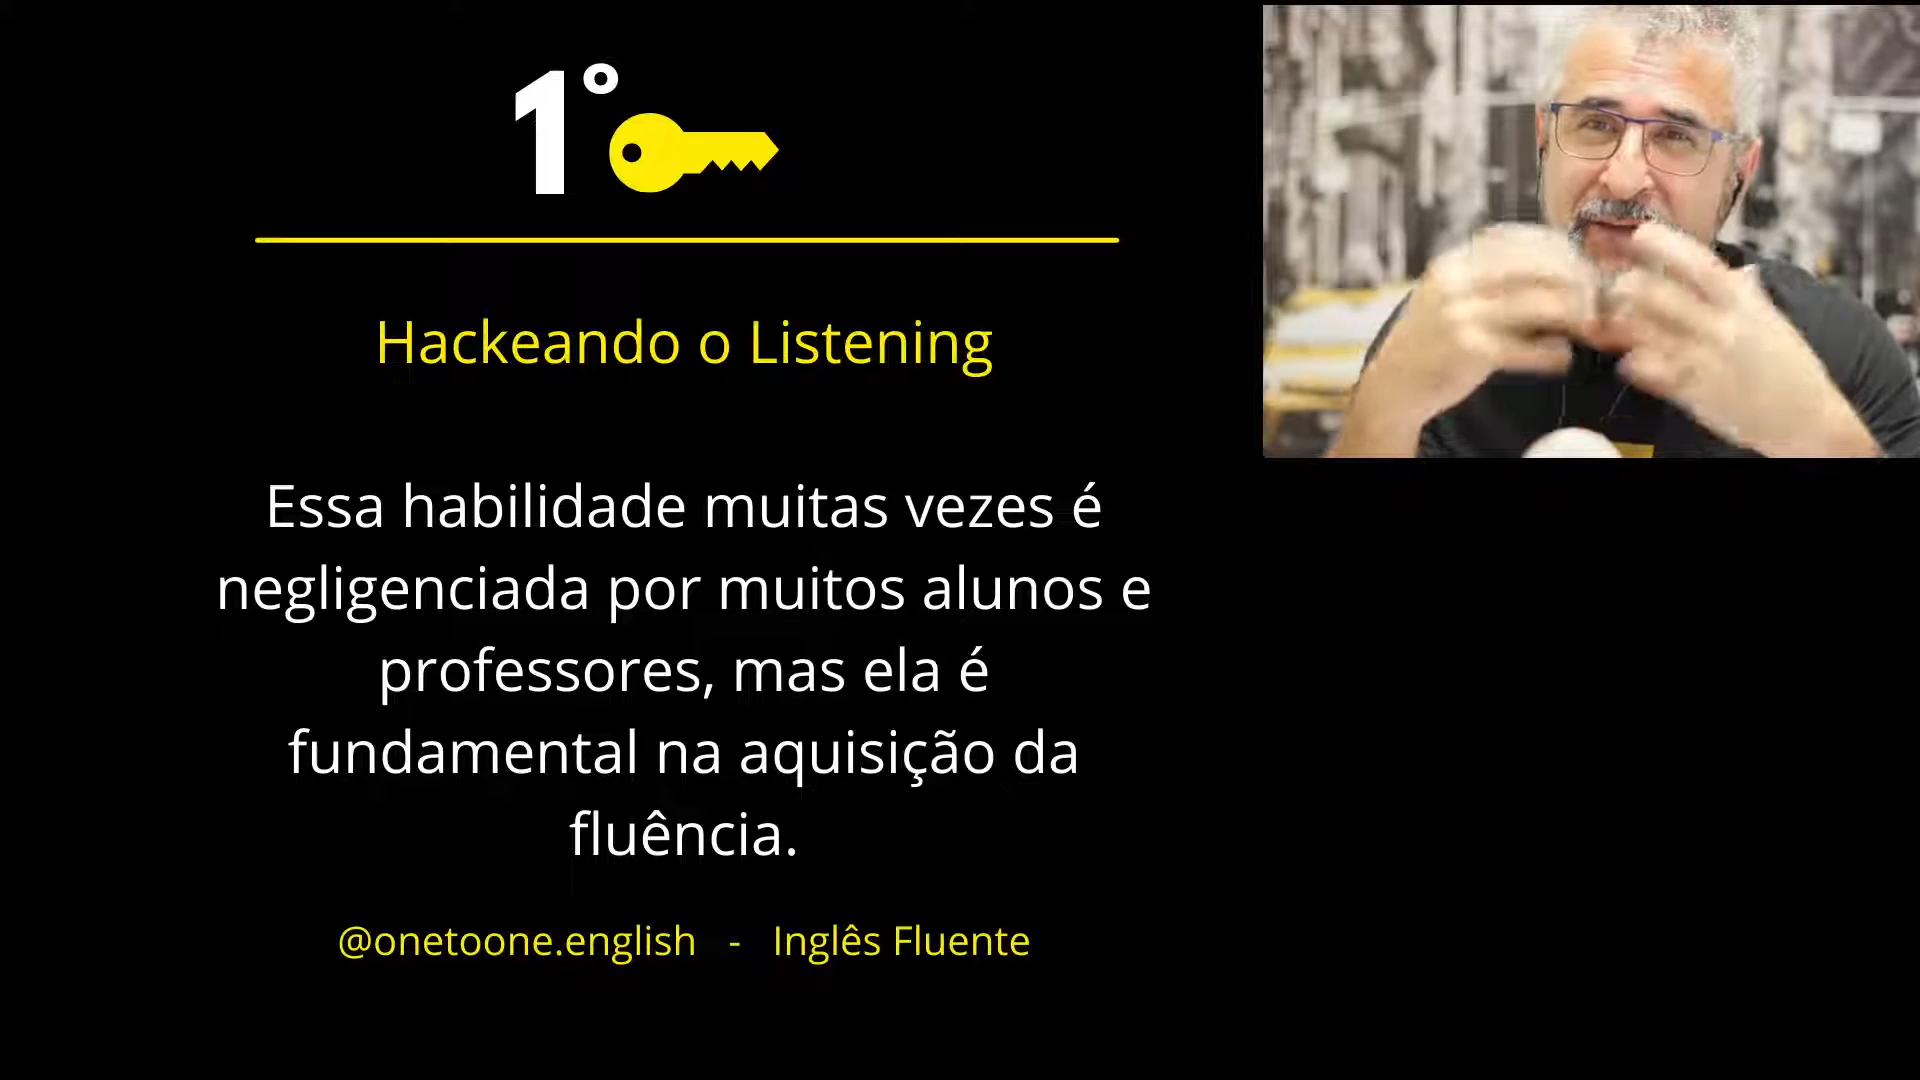 1°
Hackeando o Listening
Essa habilidade muitas vezes é
negligenciada por muitos alunos e
professores, mas ela é
fundamental na aquisição da
fluência.
@onetoone.english - Inglês Fluente